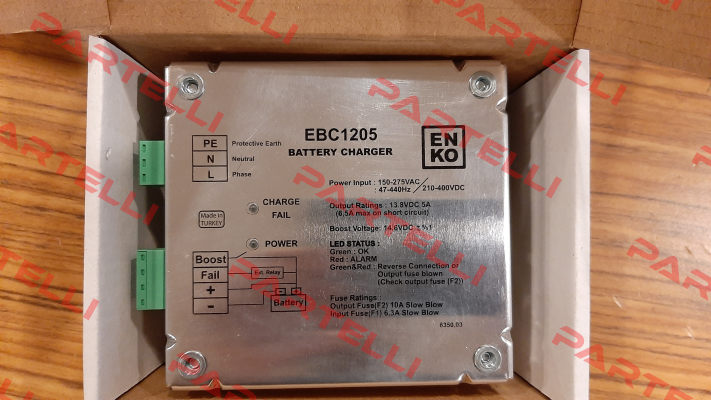 EBC1205
BATTERY CHARGER
EN
KO
PE Protective Earth
N Neutral
L Phase
Power Input : 150-275VAC / 210-400VDC
: 47-440Hz
CHARGE
FAIL
Output Ratings : 13.8VDC 5A
(6.5A max on short circuit)
Made in
TURKEY
Boost Voltage: 14.6VDC ±%1
POWER
LED STATUS :
Green : OK
Red : ALARM
Green&Red : Reverse Connection or
Output fuse blown
(Check output fuse (F2))
Boost
Fail
Ext. Relay
+
-
- +
Battery
Fuse Ratings :
Output Fuse(F2) 10A Slow Blow
Input Fuse(F1) 6.3A Slow Blow
6350.03
PARTELLI
PARTELLI
PARTELLI
PARTELLI
PARTELLI
PARTELLI